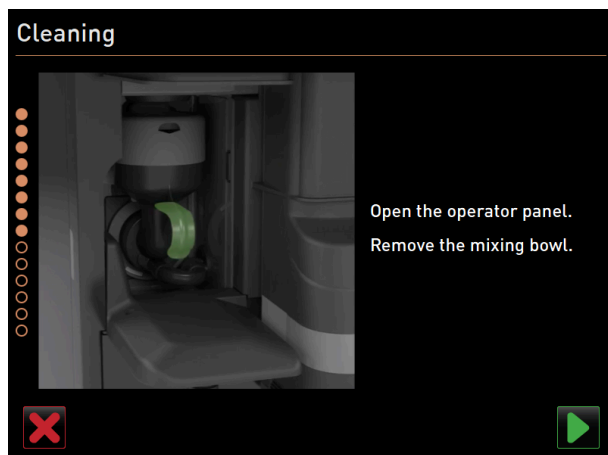 Cleaning
Open the operator panel.
Remove the mixing bowl.